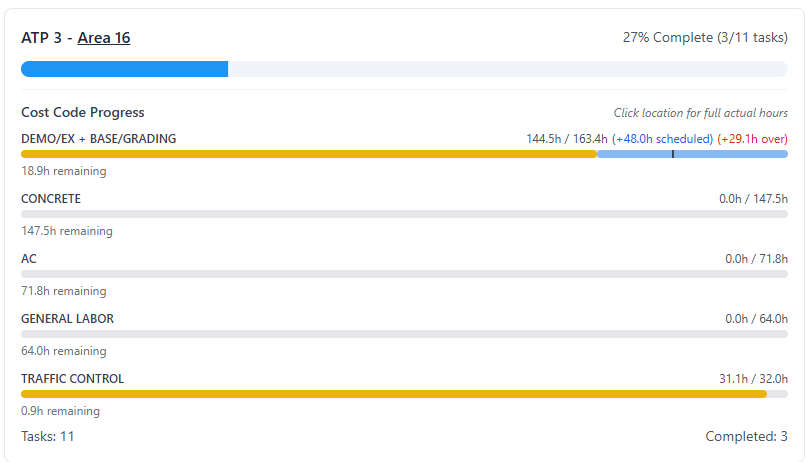 ATP 3 - Area 16 27% Complete (3/11 tasks)
Cost Code Progress Click location for full actual hours
DEMO/EX + BASE/GRADING 144.5h / 163.4h (+48.0h scheduled) (+29.1h over)
18.9h remaining
CONCRETE 0.0h / 147.5h
147.5h remaining
AC 0.0h / 71.8h
71.8h remaining
GENERAL LABOR 0.0h / 64.0h
64.0h remaining
TRAFFIC CONTROL 31.1h / 32.0h
0.9h remaining
Tasks: 11 Completed: 3